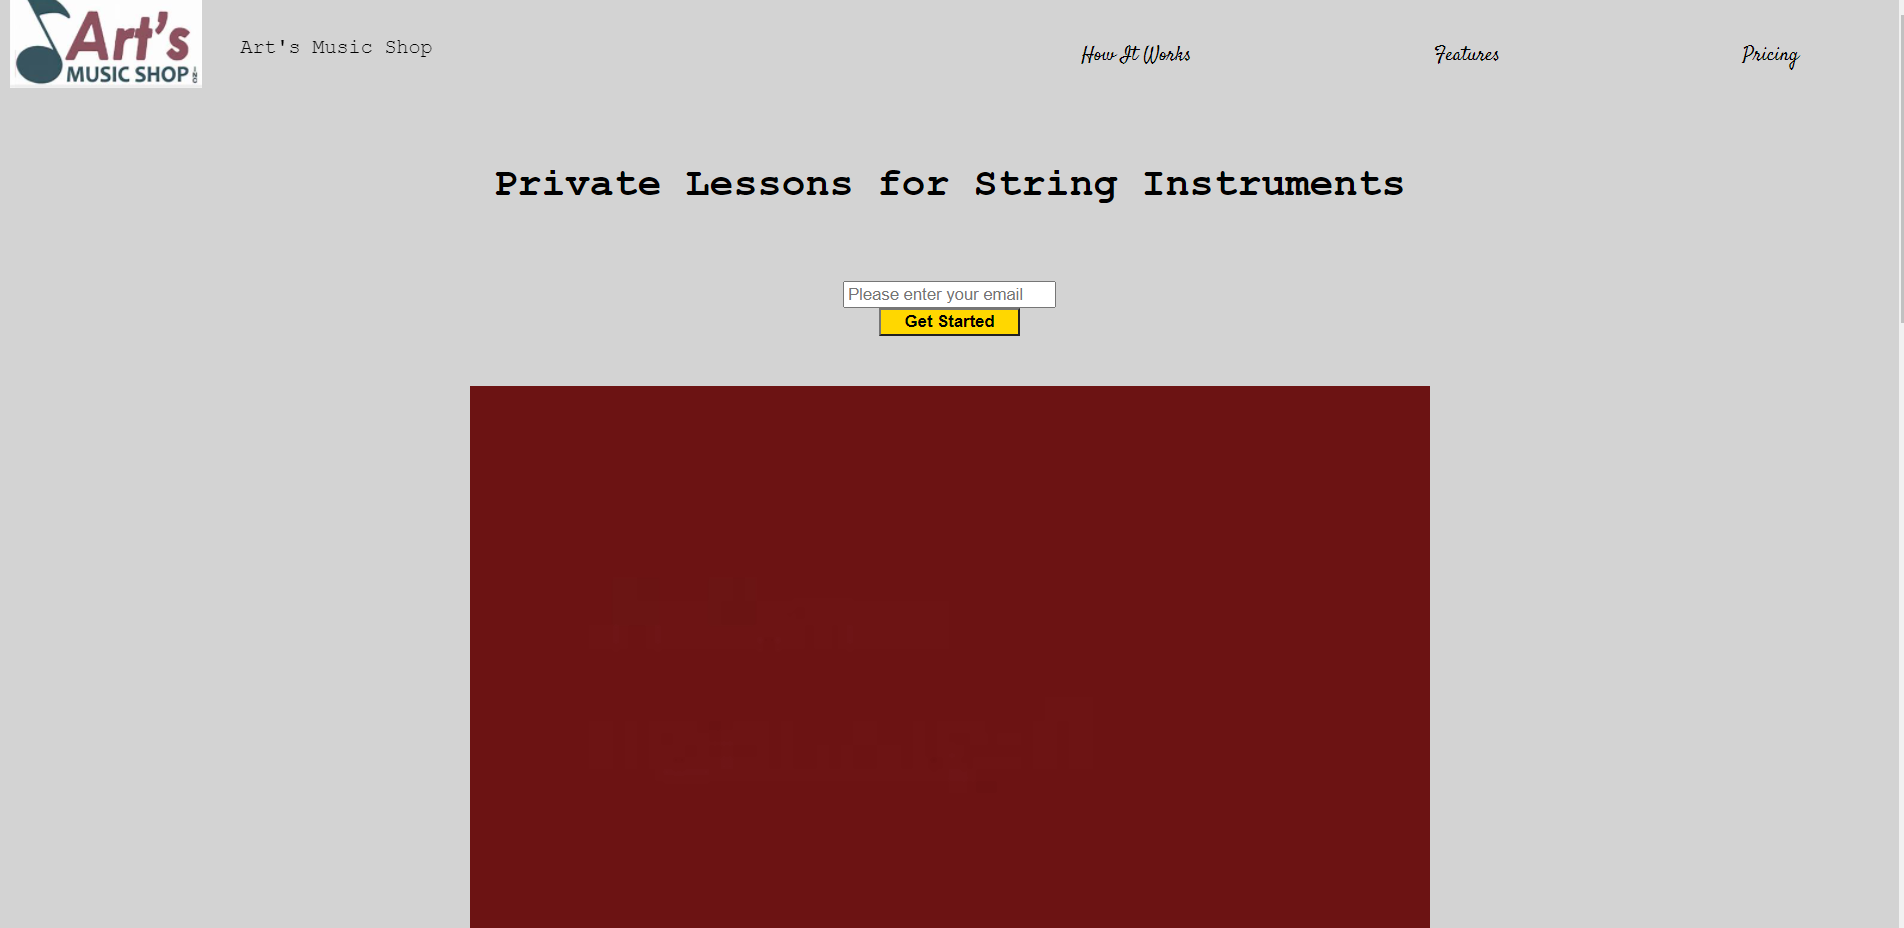 Art's
MUSIC SHOP INC
Art's Music Shop
How It Works
Features
Pricing
Private Lessons for String Instruments
Please enter your email
Get Started